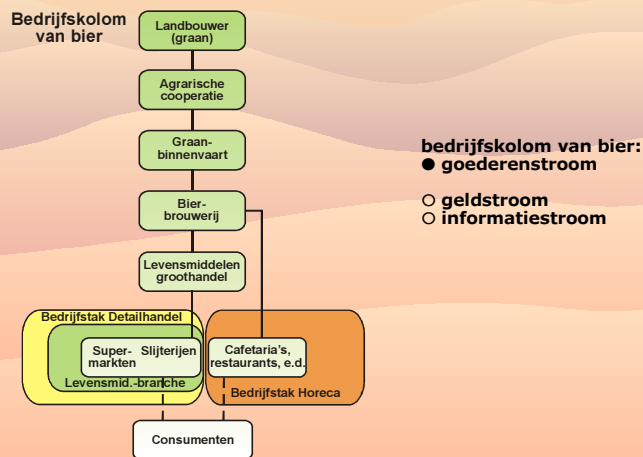 Bedrijfskolom
van bier
Landbouwer
(graan)
Agrarische
cooperatie
Graan-
binnenvaart
bedrijfskolom van bier:
● goederenstroom
○ geldstroom
○ informatiestroom
Bier-
brouwerij
Levensmiddelen
groothandel
Bedrijfstak Detailhandel
Super-
markten
Slijterijen
Levensmid.-branche
Cafetaria's,
restaurants, e.d.
Bedrijfstak Horeca
Consumenten